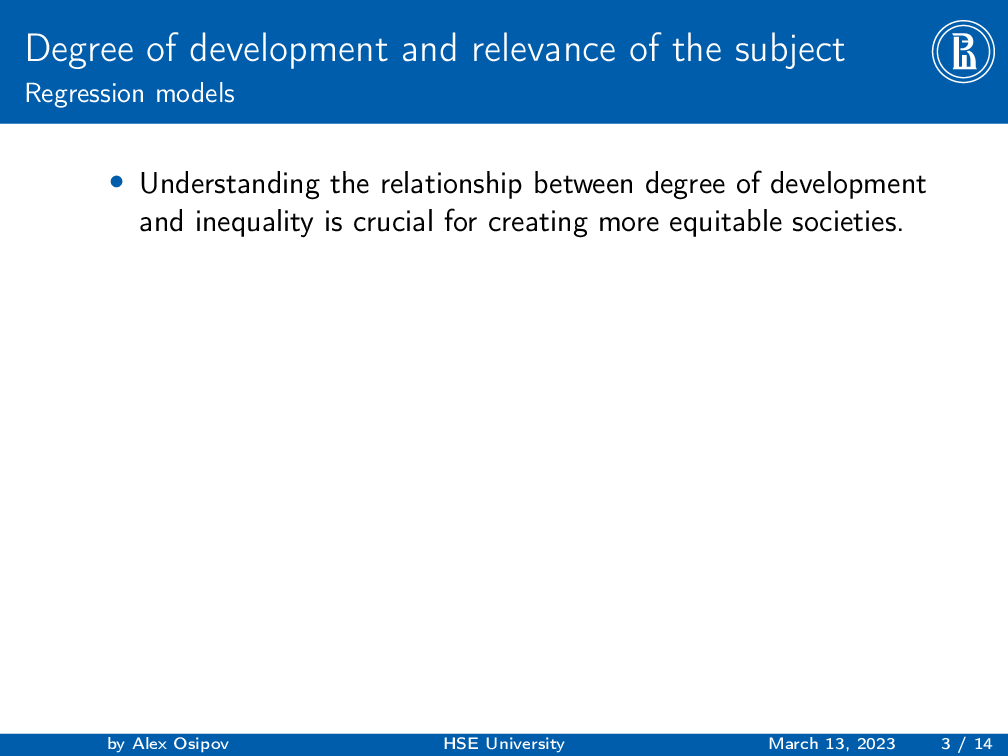 Degree of development and relevance of the subject
Regression models
• Understanding the relationship between degree of development
and inequality is crucial for creating more equitable societies.
by Alex Osipov HSE University March 13, 2023 3 / 14